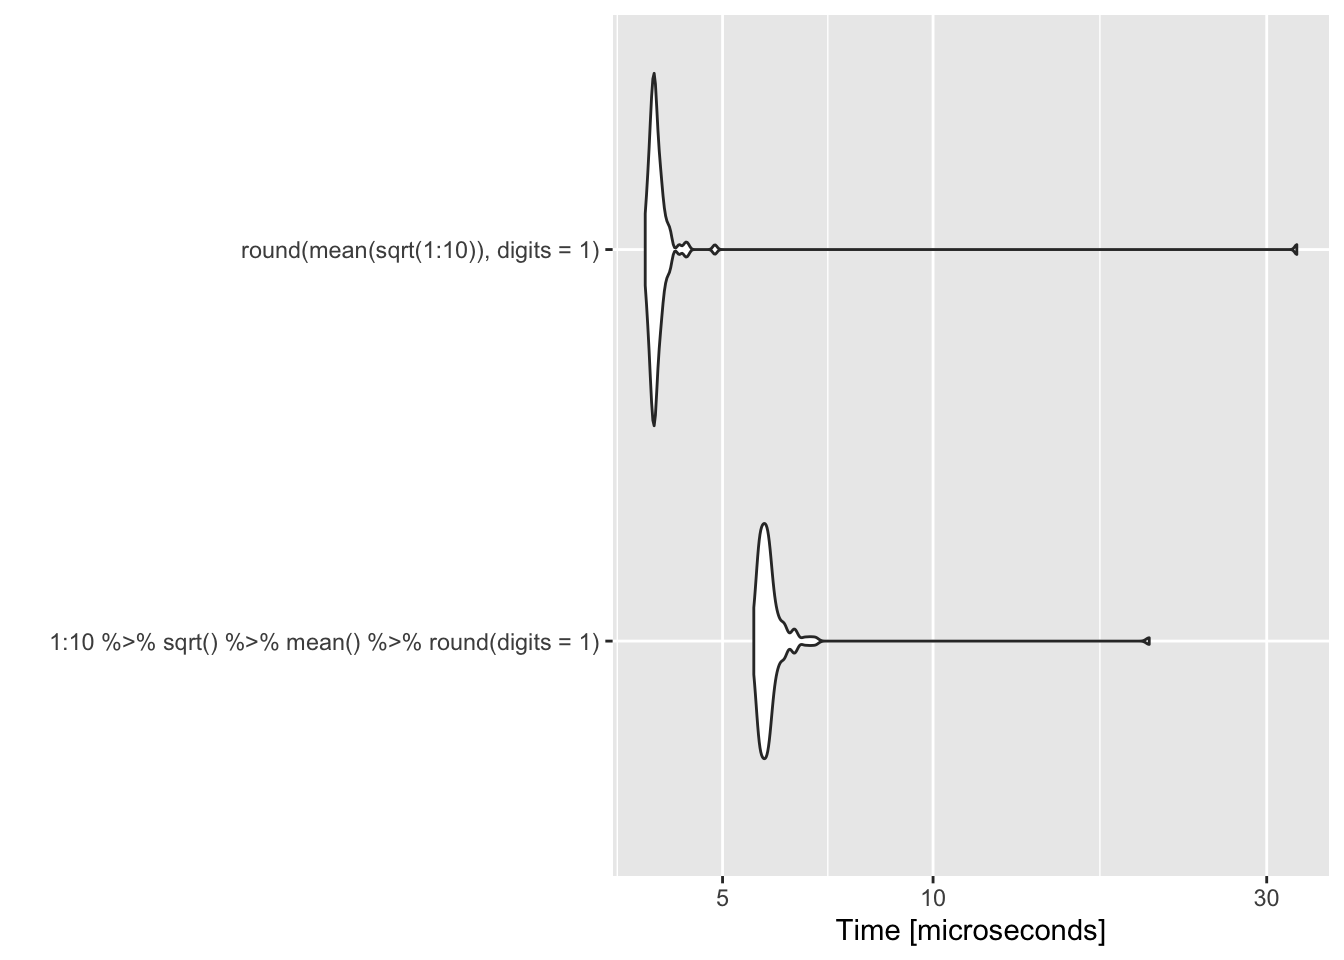 round(mean(sqrt(1:10)), digits = 1)
1:10 %>% sqrt() %>% mean() %>% round(digits = 1)
5 10 30
Time [microseconds]